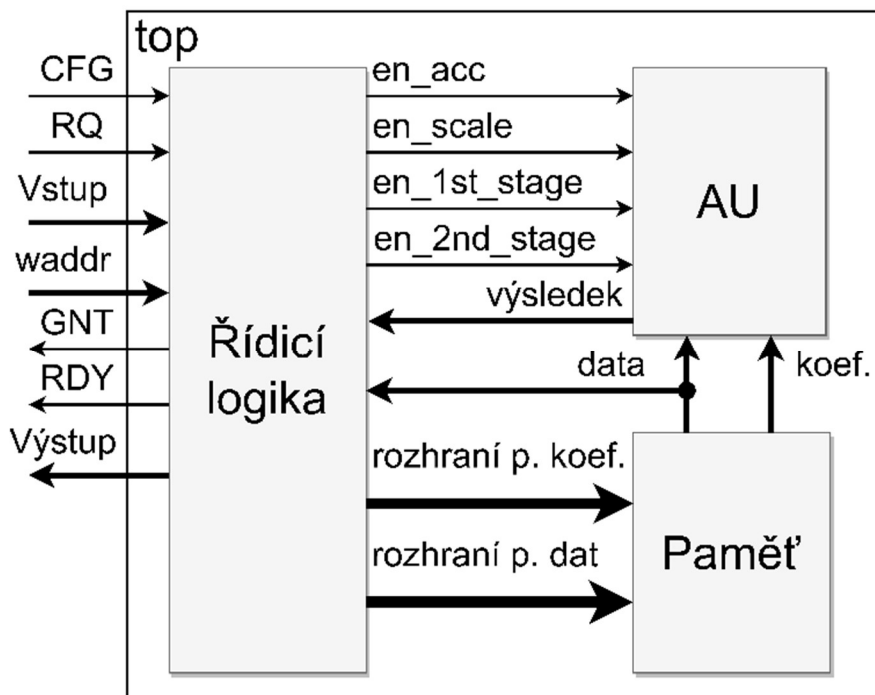 top
CFG
RQ
Vstup
waddr
GNT
RDY
Výstup
Řídicí
logika
en_acc
en_scale
en_1st_stage
en_2nd_stage
výsledek
data
koef.
rozhraní p. koef.
rozhraní p. dat
AU
Paměť